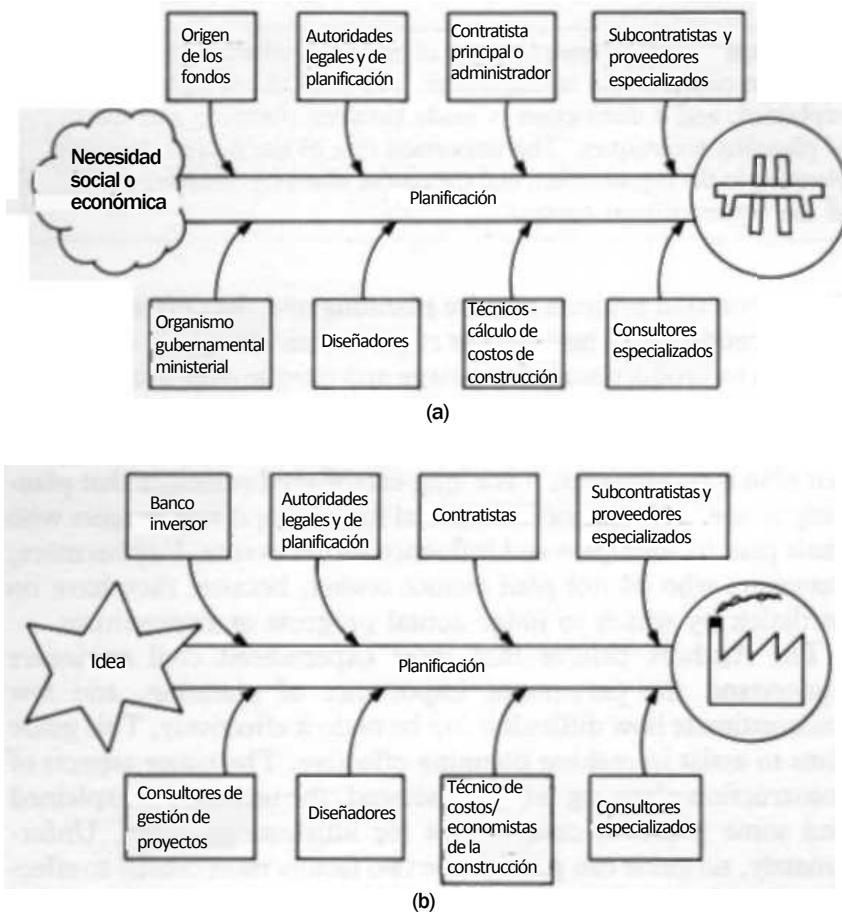 Origen
de los
fondos
Autoridades
legales y de
planificación
Contratista
principal o
administrador
Subcontratistas y
proveedores
especializados
Necesidad
social o
económica
Planificación
Organismo
gubernamental
ministerial
Diseñadores
Técnicos-
cálculo de
costos de
construcción
Consultores
especializados
(a)
Banco
inversor
Autoridades
legales y de
planificación
Contratistas
Subcontratistas y
proveedores
especializados
Idea
Planificación
Consultores de
gestión de
proyectos
Diseñadores
Técnico de
costos/
economistas
de la
construcción
Consultores
especializados
(b)